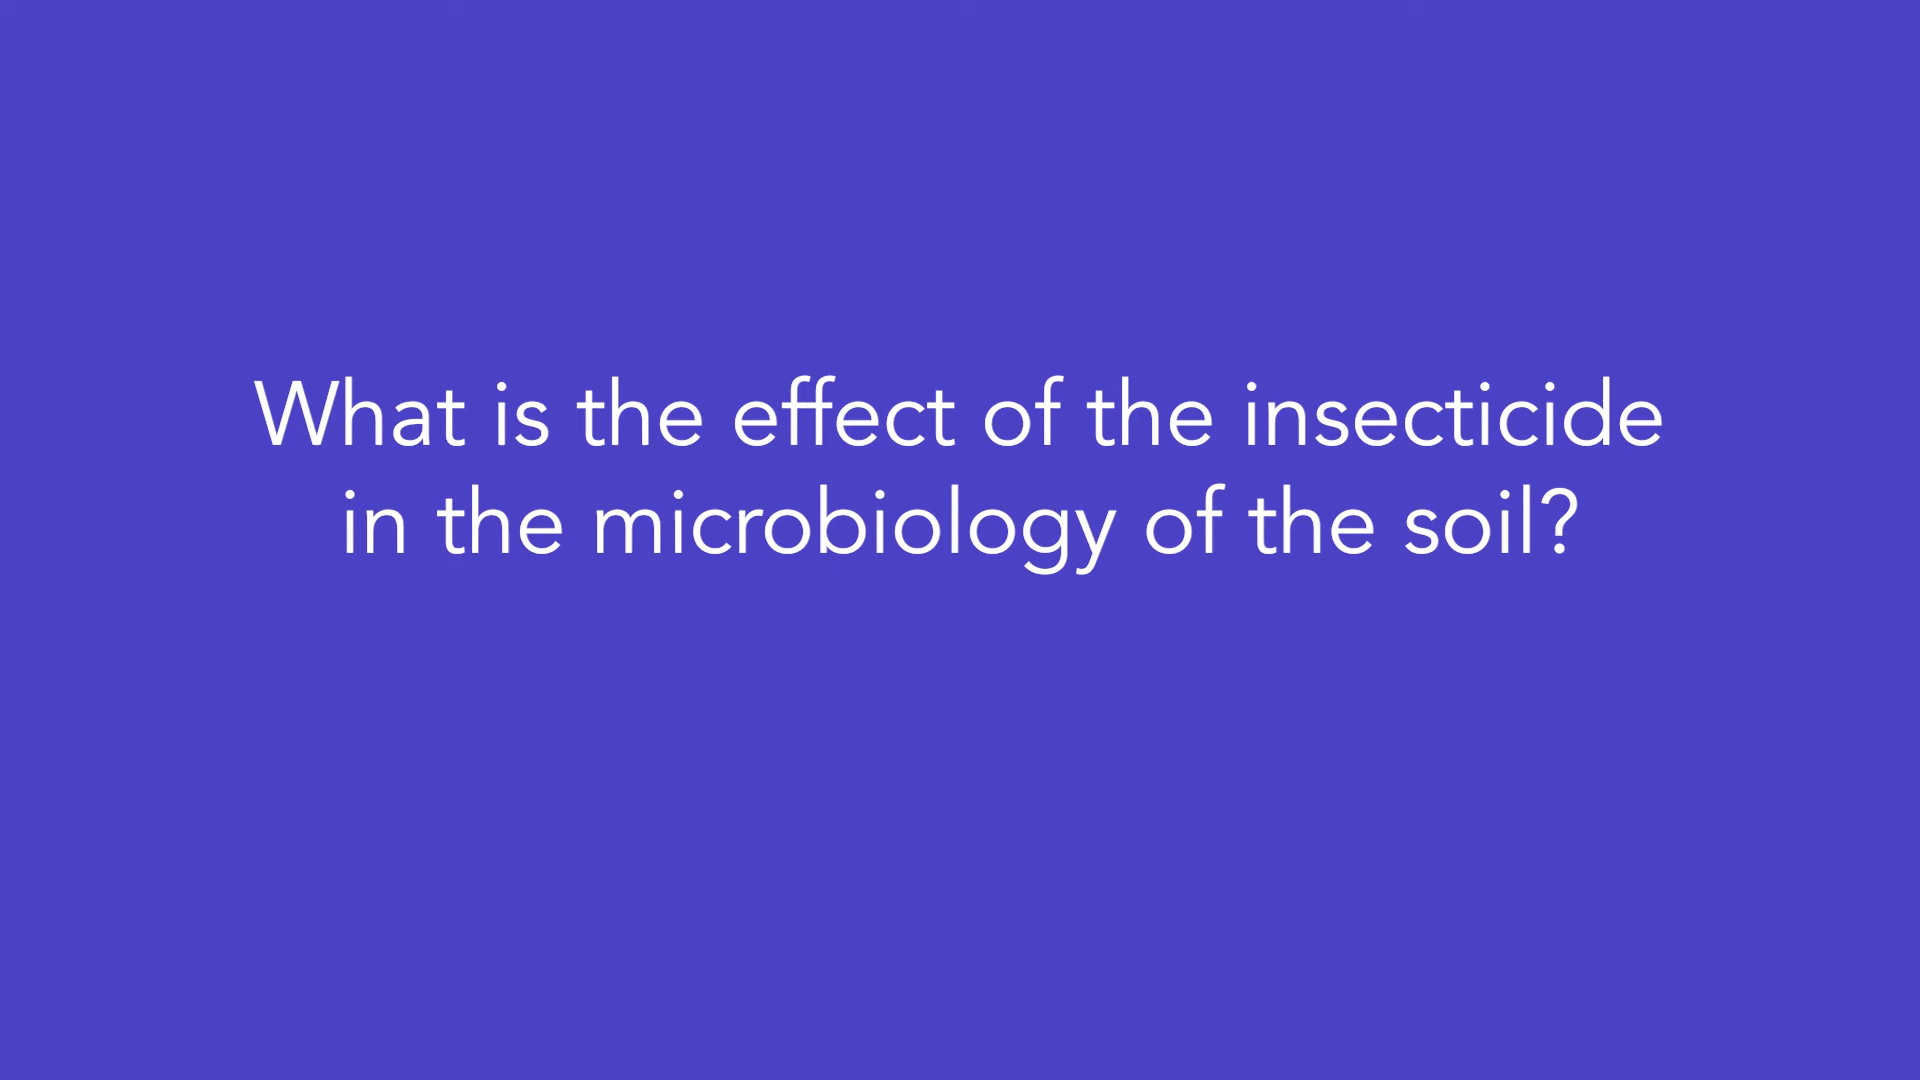 What is the effect of the insecticide
in the microbiology of the soil?